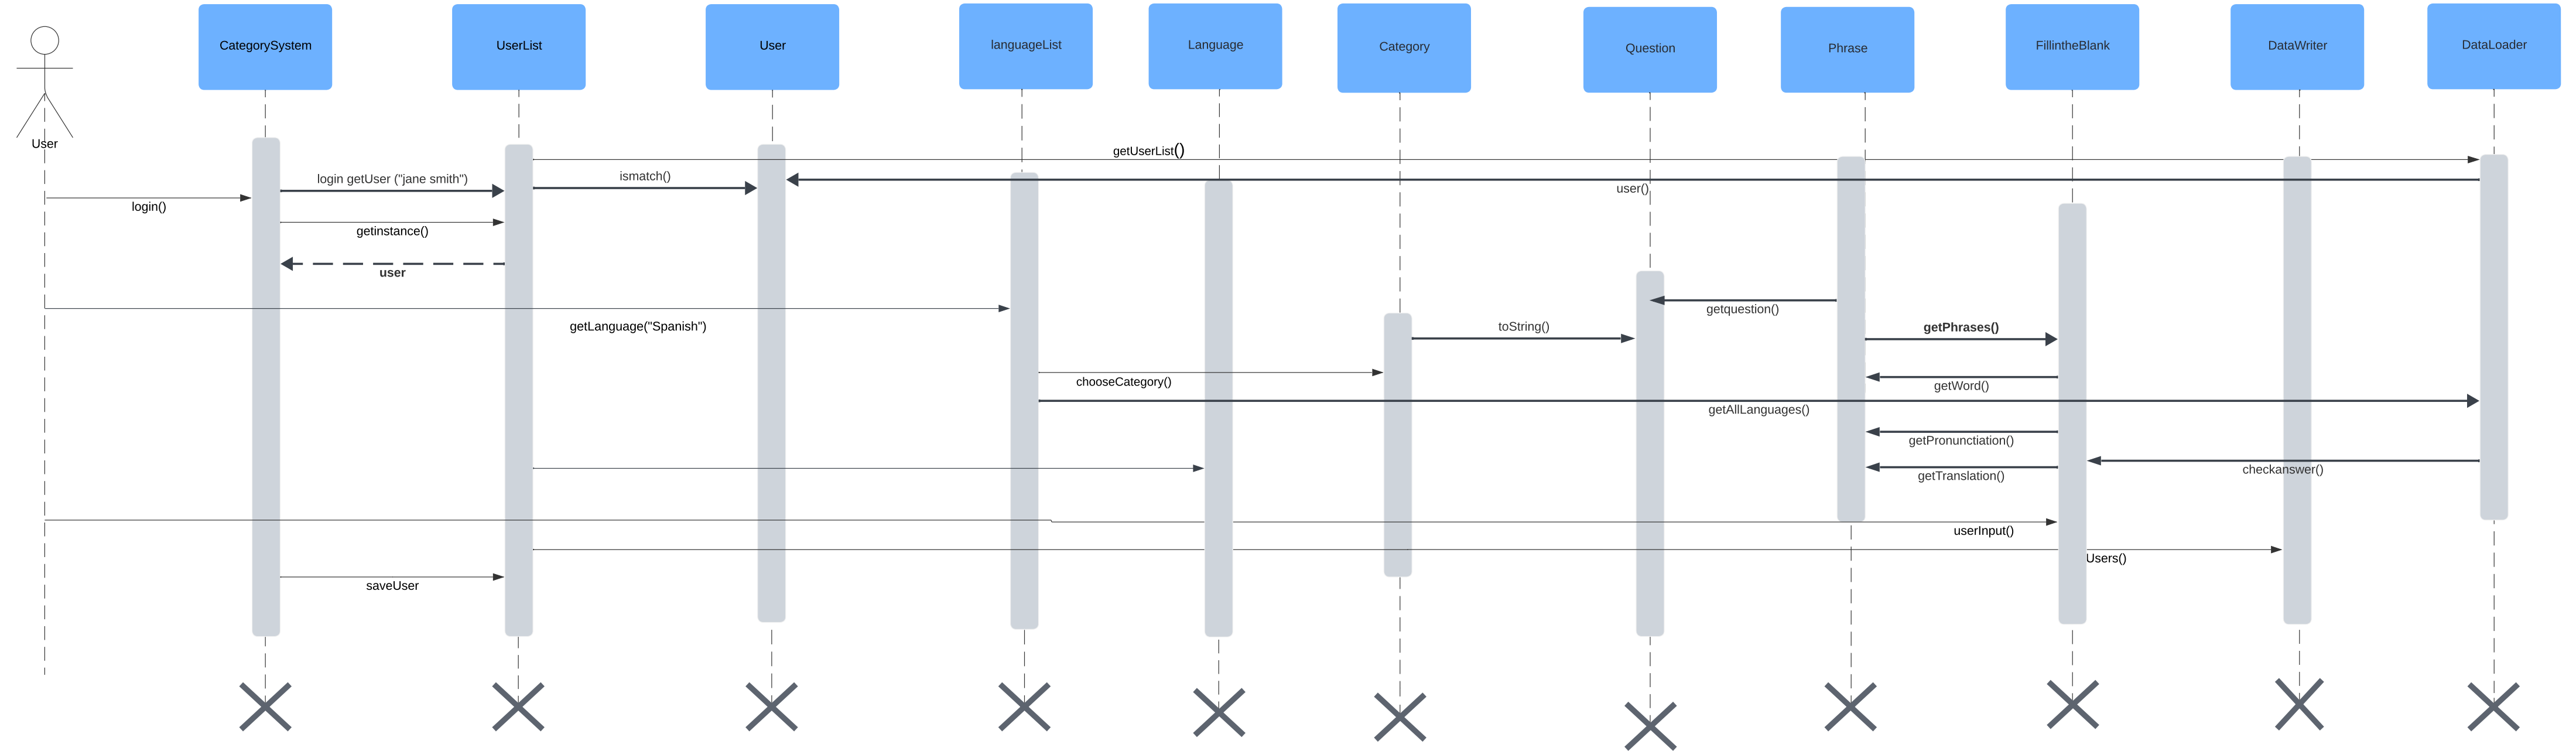 CategorySystem
UserList
User
languageList
Language
Category
Question
Phrase
FillintheBlank
DataWriter
DataLoader
User
getUserList()
login getUser ("jane smith")
ismatch()
user()
login()
getinstance()
user
getLanguage("Spanish")
getquestion()
toString()
getPhrases()
chooseCategory()
getWord()
getAllLanguages()
getPronunctiation()
checkanswer()
getTranslation()
userInput()
Users()
saveUser